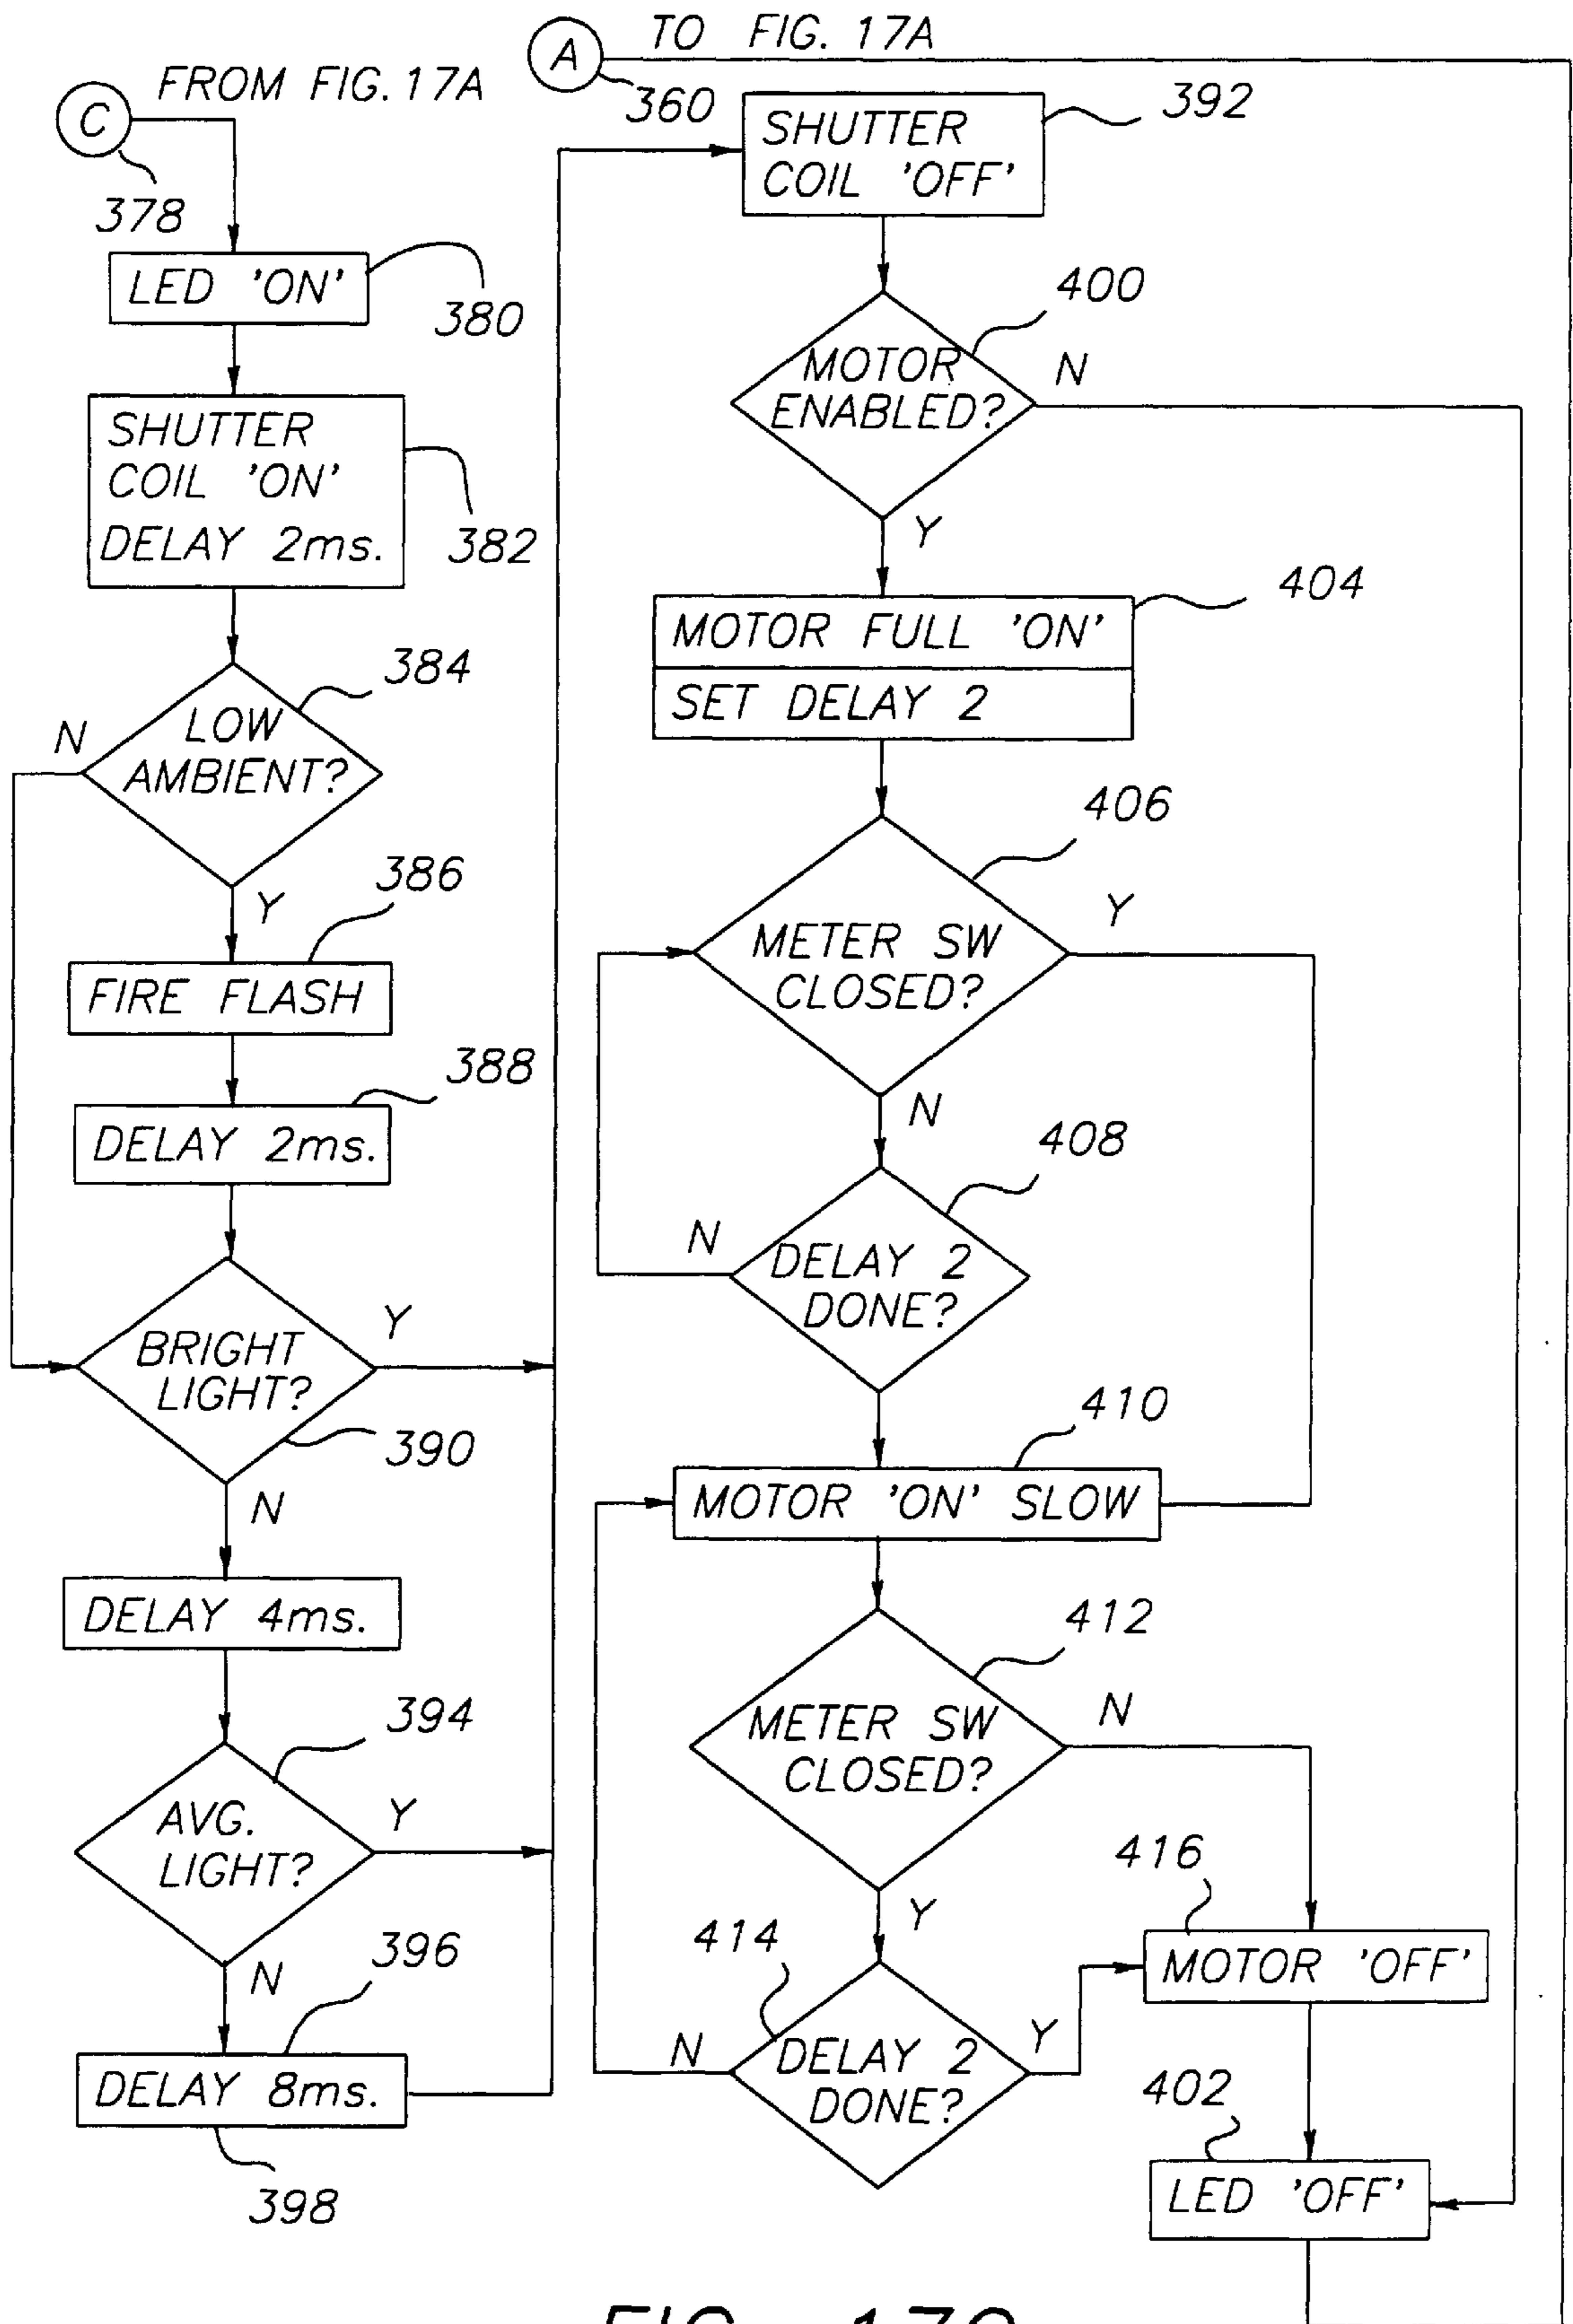 FROM FIG. 17A
C
378
LED 'ON'
380
SHUTTER
COIL 'ON'
DELAY 2ms.
382
384
LOW
AMBIENT?
N
Y
386
FIRE FLASH
388
DELAY 2ms.
BRIGHT
LIGHT?
Y
390
N
DELAY 4ms.
394
AVG.
LIGHT?
Y
N
396
DELAY 8ms.
398
A
TO FIG. 17A
360
SHUTTER
COIL 'OFF'
392
400
MOTOR
ENABLED?
N
Y
404
MOTOR FULL 'ON'
SET DELAY 2
406
METER SW
CLOSED?
Y
N
408
DELAY 2
DONE?
N
410
MOTOR 'ON' SLOW
412
METER SW
CLOSED?
N
Y
414
DELAY 2
DONE?
N
Y
416
MOTOR 'OFF'
402
LED 'OFF'